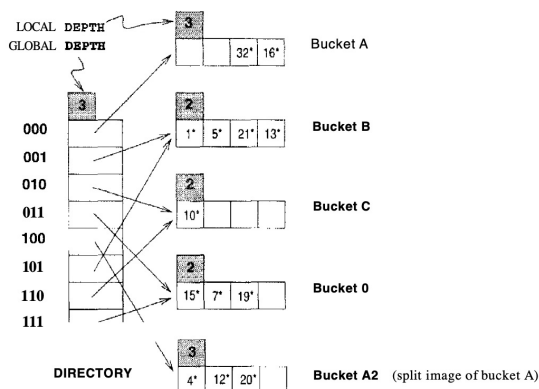 LOCAL DEPTH
GLOBAL DEPTH
3
32* 16*
Bucket A
3
000
001
010
011
100
101
110
111
DIRECTORY
2
1* 5* 21* 13*
Bucket B
2
10*
Bucket C
2
15* 7* 19*
Bucket 0
3
4* 12* 20*
Bucket A2 (split image of bucket A)